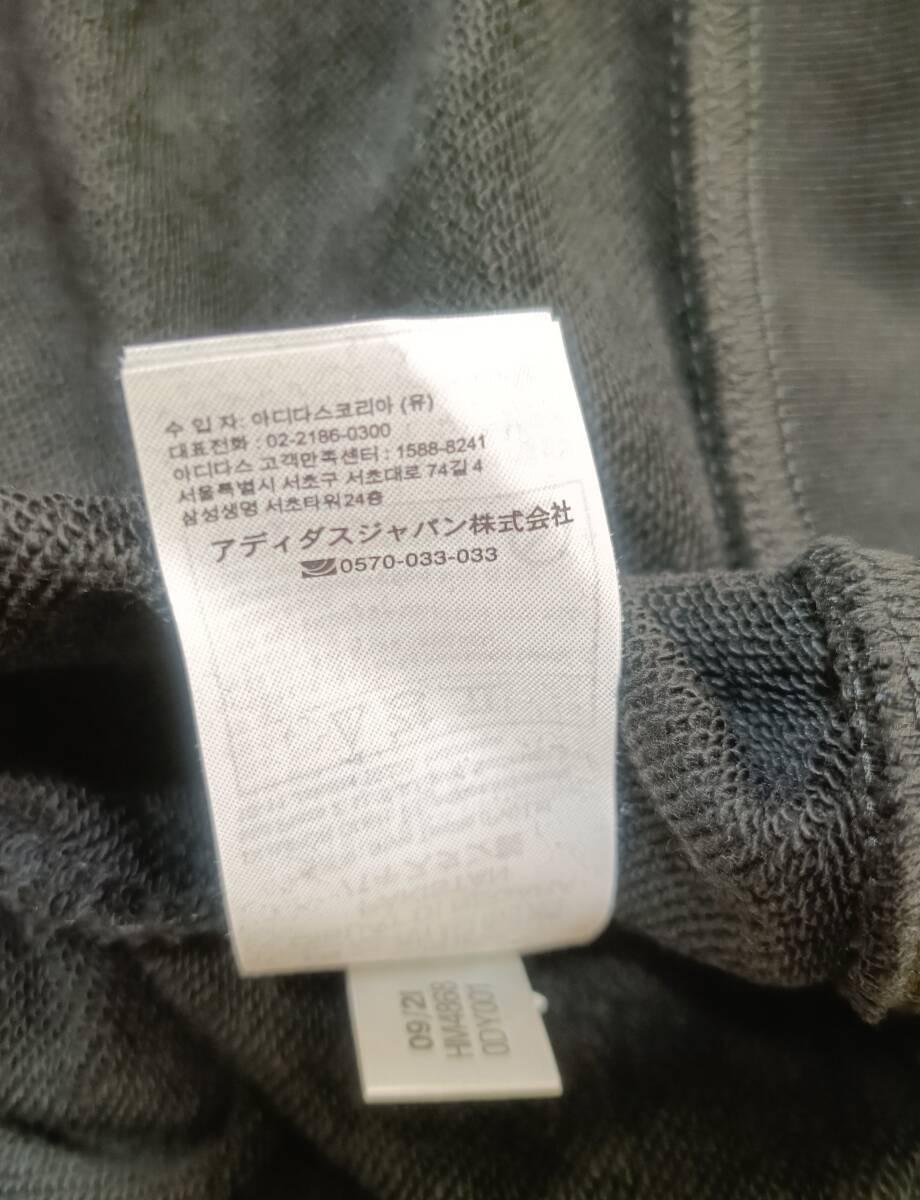 수 입 자: 아디다스코리아 (유)
대표전화 : 02-2186-0300
아디다스 고객만족센터 : 1588-8241
서울특별시 서초구 서초대로 74길 4
삼성생명 서초타워24층
アディダスジャパン株式会社
0570-033-033
09/21
HM4868
0DY001